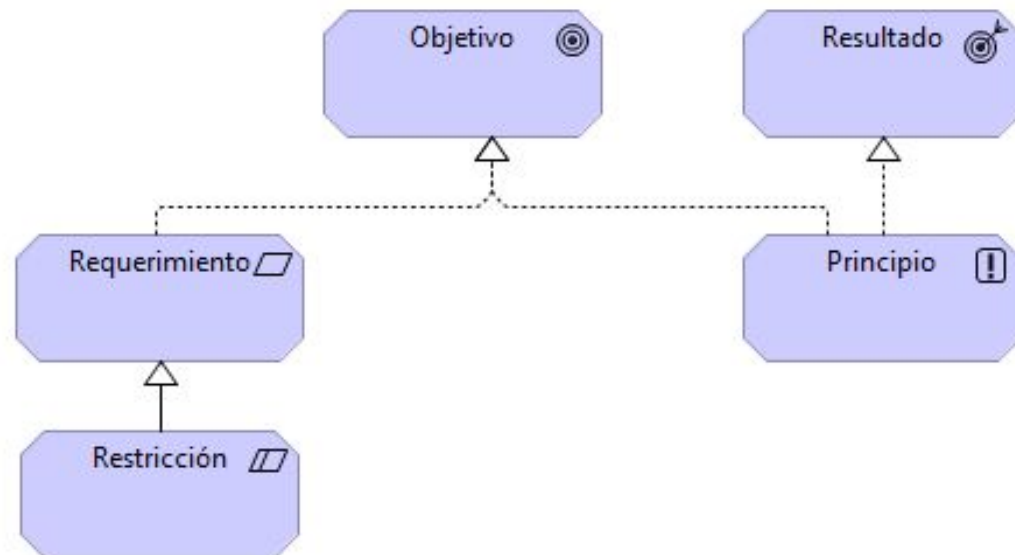 Objetivo
Resultado
Requerimiento
Principio
Restricción